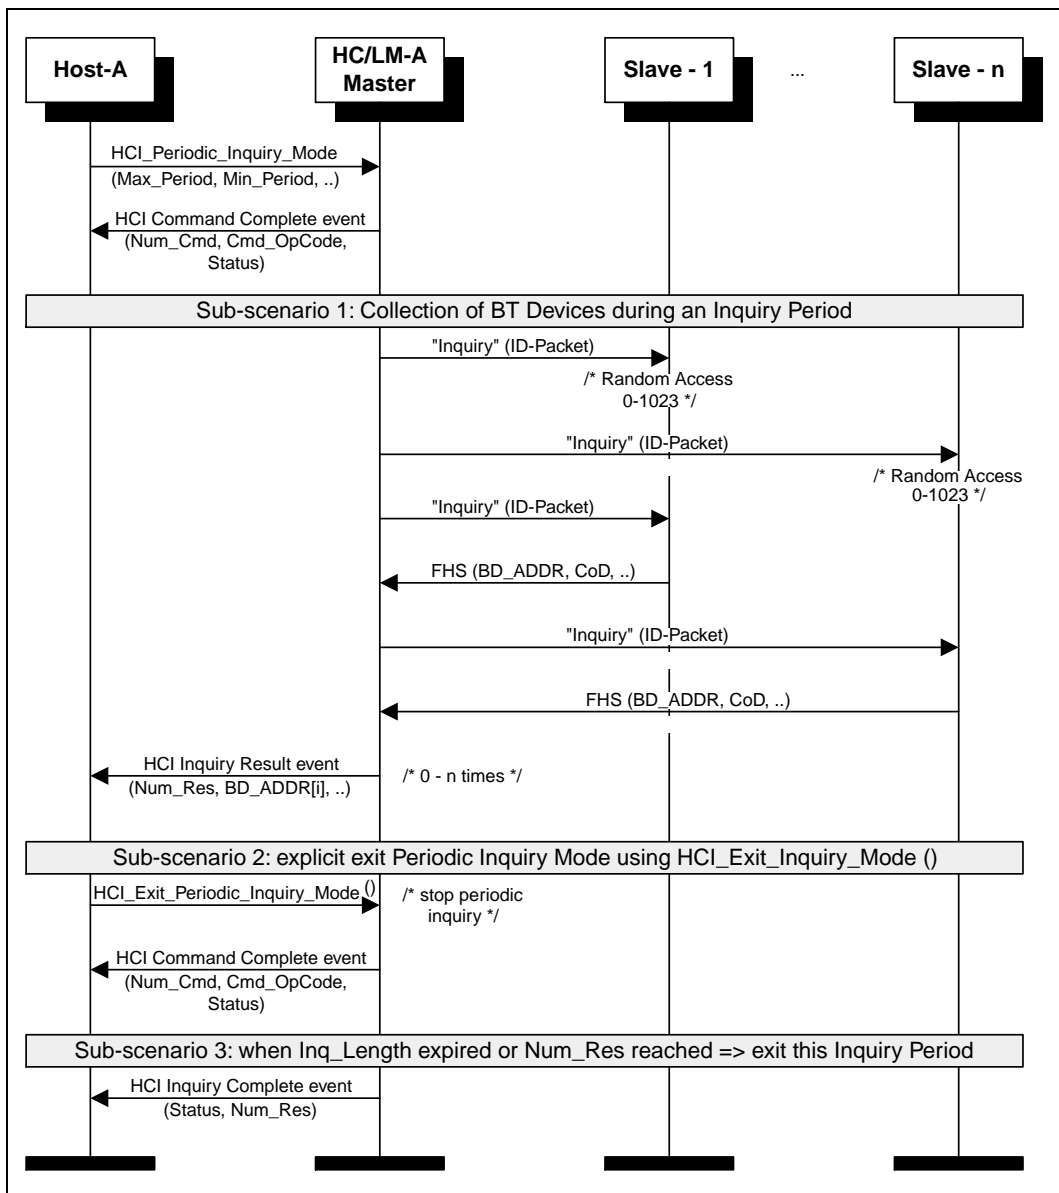 Host-A
HC/LM-A
Master
Slave - 1
...
Slave - n
HCI_Periodic_Inquiry_Mode
(Max_Period, Min_Period, ..)
HCI Command Complete event
(Num_Cmd, Cmd_OpCode,
Status)
Sub-scenario 1: Collection of BT Devices during an Inquiry Period
"Inquiry" (ID-Packet)
/* Random Access
0-1023 */
"Inquiry" (ID-Packet)
/* Random Access
0-1023 */
"Inquiry" (ID-Packet)
FHS (BD_ADDR, CoD, ..)
"Inquiry" (ID-Packet)
FHS (BD_ADDR, CoD, ..)
HCI Inquiry Result event
(Num_Res, BD_ADDR[i], ..)
/* 0 - n times */
Sub-scenario 2: explicit exit Periodic Inquiry Mode using HCI_Exit_Inquiry_Mode ()
HCI_Exit_Periodic_Inquiry_Mode ()
/* stop periodic
inquiry */
HCI Command Complete event
(Num_Cmd, Cmd_OpCode,
Status)
Sub-scenario 3: when Inq_Length expired or Num_Res reached => exit this Inquiry Period
HCI Inquiry Complete event
(Status, Num_Res)